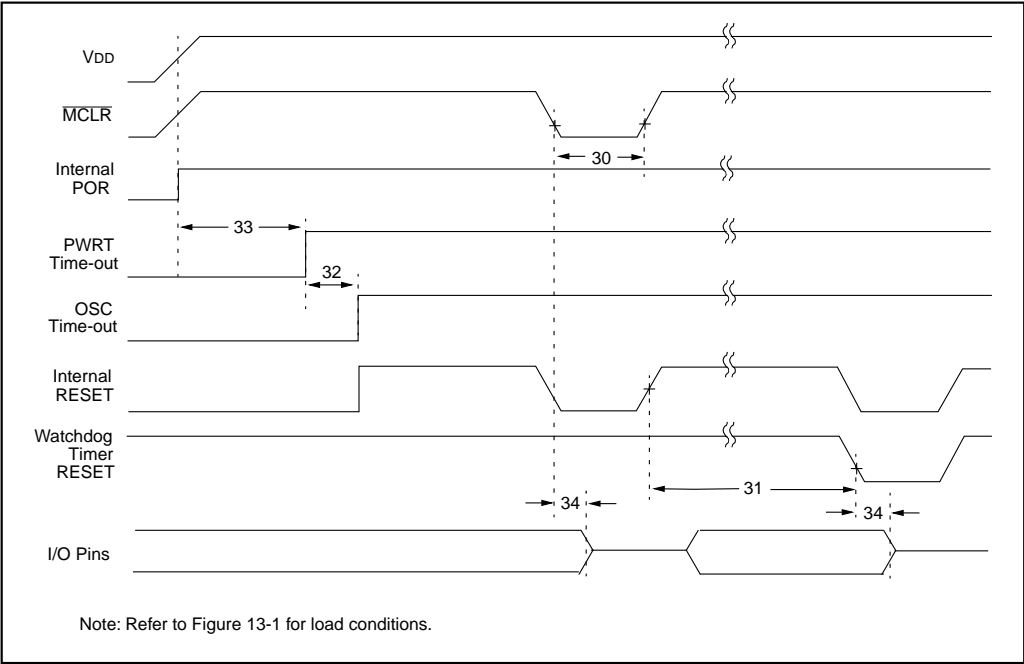 VDD
MCLR
30
Internal
POR
33
PWRT
Time-out
32
OSC
Time-out
Internal
RESET
Watchdog
Timer
RESET
31
34
34
I/O Pins
Note: Refer to Figure 13-1 for load conditions.